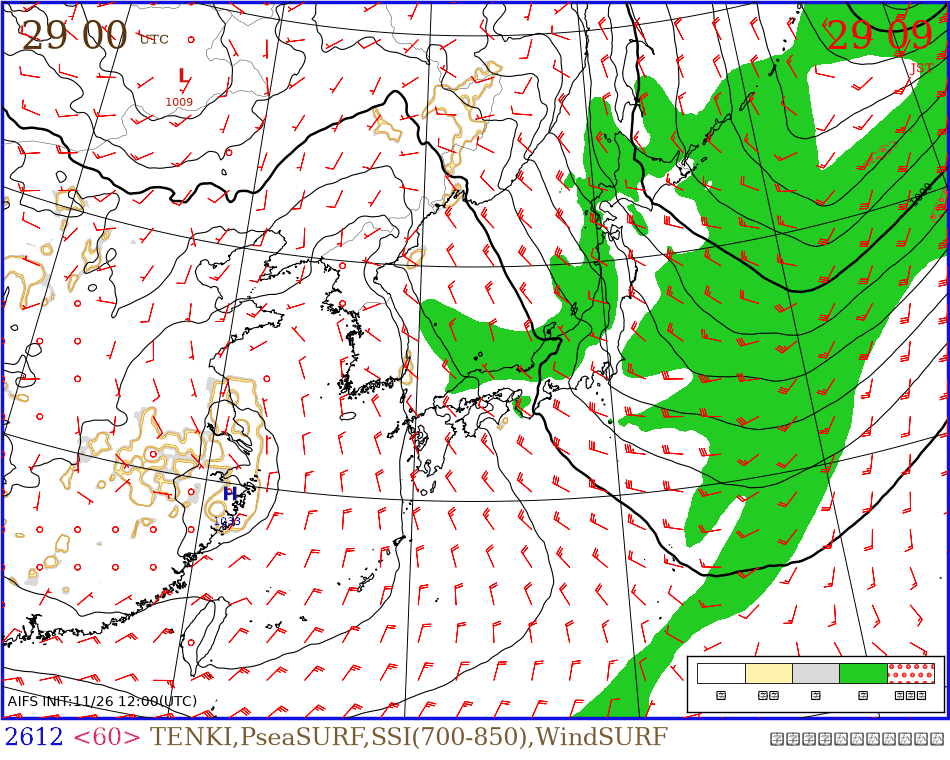 29 00 UTC
29 09
JST
L
1009
1000
H
1033
AIFS INIT:11/26 12:00(UTC)
2612 <60> TENKI,PseaSURF,SSI(700-850),WindSURF